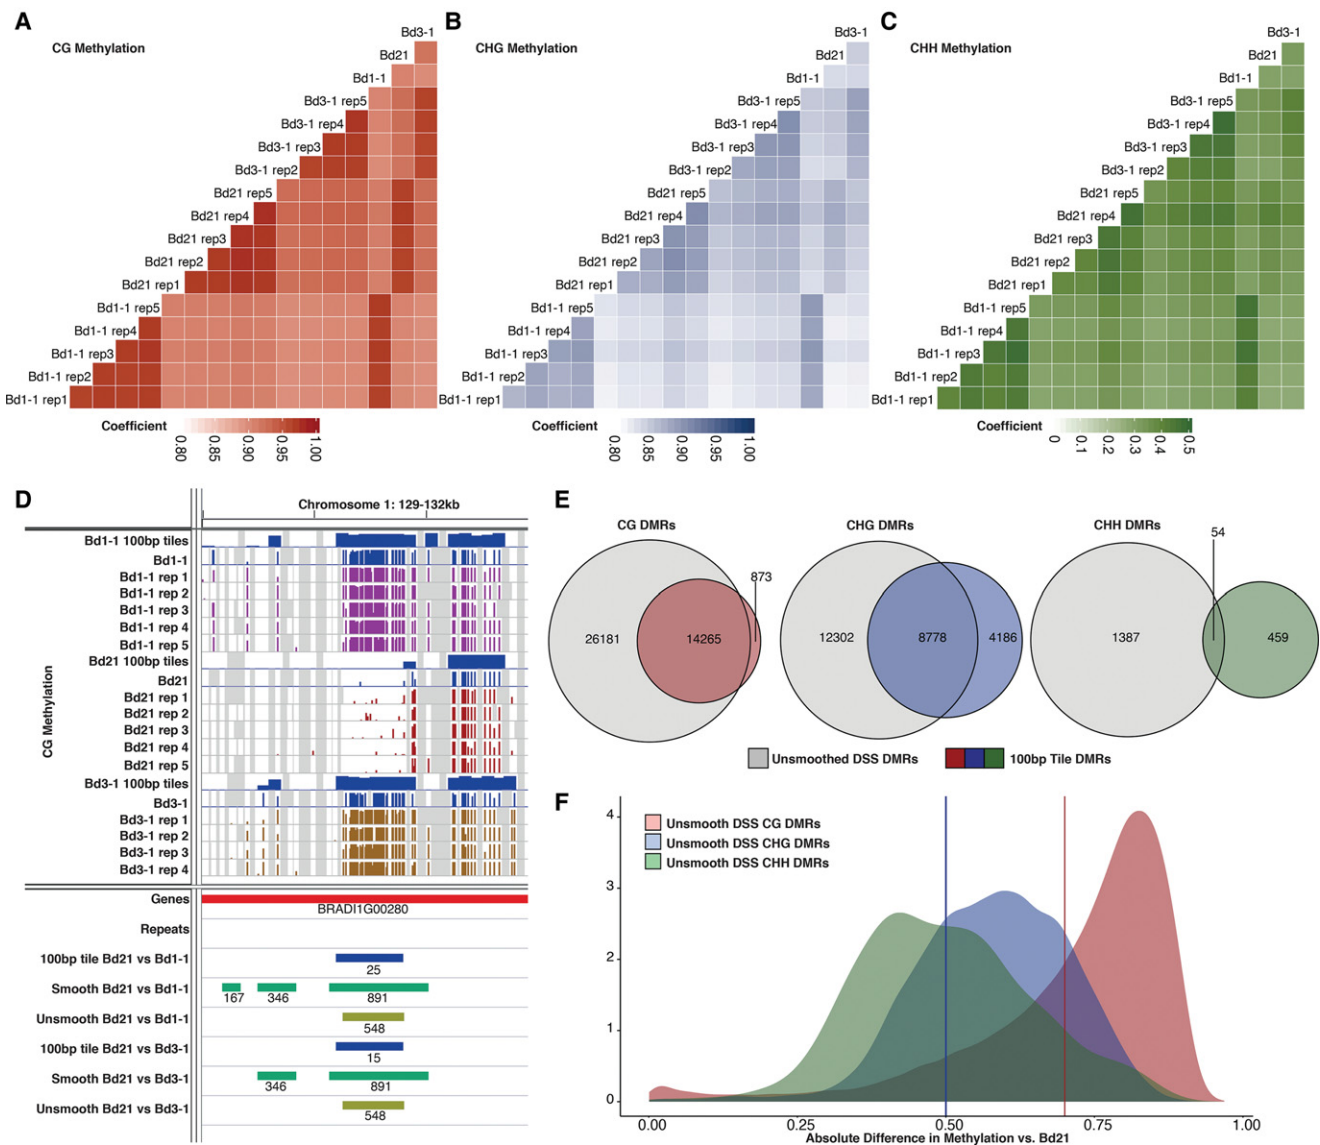 A
CG Methylation
Bd3-1
Bd21
Bd1-1
Bd3-1 rep5
Bd3-1 rep4
Bd3-1 rep3
Bd3-1 rep2
Bd21 rep5
Bd21 rep4
Bd21 rep3
Bd21 rep2
Bd21 rep1
Bd1-1 rep5
Bd1-1 rep4
Bd1-1 rep3
Bd1-1 rep2
Bd1-1 rep1
Coefficient
0.80
0.85
0.90
0.95
1.00
B
CHG Methylation
Bd3-1
Bd21
Bd1-1
Bd3-1 rep5
Bd3-1 rep4
Bd3-1 rep3
Bd3-1 rep2
Bd21 rep5
Bd21 rep4
Bd21 rep3
Bd21 rep2
Bd21 rep1
Bd1-1 rep5
Bd1-1 rep4
Bd1-1 rep3
Bd1-1 rep2
Bd1-1 rep1
Coefficient
0.80
0.85
0.90
0.95
1.00
C
CHH Methylation
Bd3-1
Bd21
Bd1-1
Bd3-1 rep5
Bd3-1 rep4
Bd3-1 rep3
Bd3-1 rep2
Bd21 rep5
Bd21 rep4
Bd21 rep3
Bd21 rep2
Bd21 rep1
Bd1-1 rep5
Bd1-1 rep4
Bd1-1 rep3
Bd1-1 rep2
Bd1-1 rep1
Coefficient
0
0.1
0.2
0.3
0.4
0.5
D
Chromosome 1: 129-132kb
CG Methylation
Bd1-1 100bp tiles
Bd1-1
Bd1-1 rep 1
Bd1-1 rep 2
Bd1-1 rep 3
Bd1-1 rep 4
Bd1-1 rep 5
Bd21 100bp tiles
Bd21
Bd21 rep 1
Bd21 rep 2
Bd21 rep 3
Bd21 rep 4
Bd21 rep 5
Bd3-1 100bp tiles
Bd3-1
Bd3-1 rep 1
Bd3-1 rep 2
Bd3-1 rep 3
Bd3-1 rep 4
Genes
BRADI1G00280
Repeats
100bp tile Bd21 vs Bd1-1
25
Smooth Bd21 vs Bd1-1
167 346 891
Unsmooth Bd21 vs Bd1-1
548
100bp tile Bd21 vs Bd3-1
15
Smooth Bd21 vs Bd3-1
346 891
Unsmooth Bd21 vs Bd3-1
548
E
CG DMRs
26181 14265 873
CHG DMRs
12302 8778 4186
CHH DMRs
1387 54 459
Unsmoothed DSS DMRs
100bp Tile DMRs
F
Unsmooth DSS CG DMRs
Unsmooth DSS CHG DMRs
Unsmooth DSS CHH DMRs
4
3
2
1
0
0.00 0.25 0.50 0.75 1.00
Absolute Difference in Methylation vs. Bd21